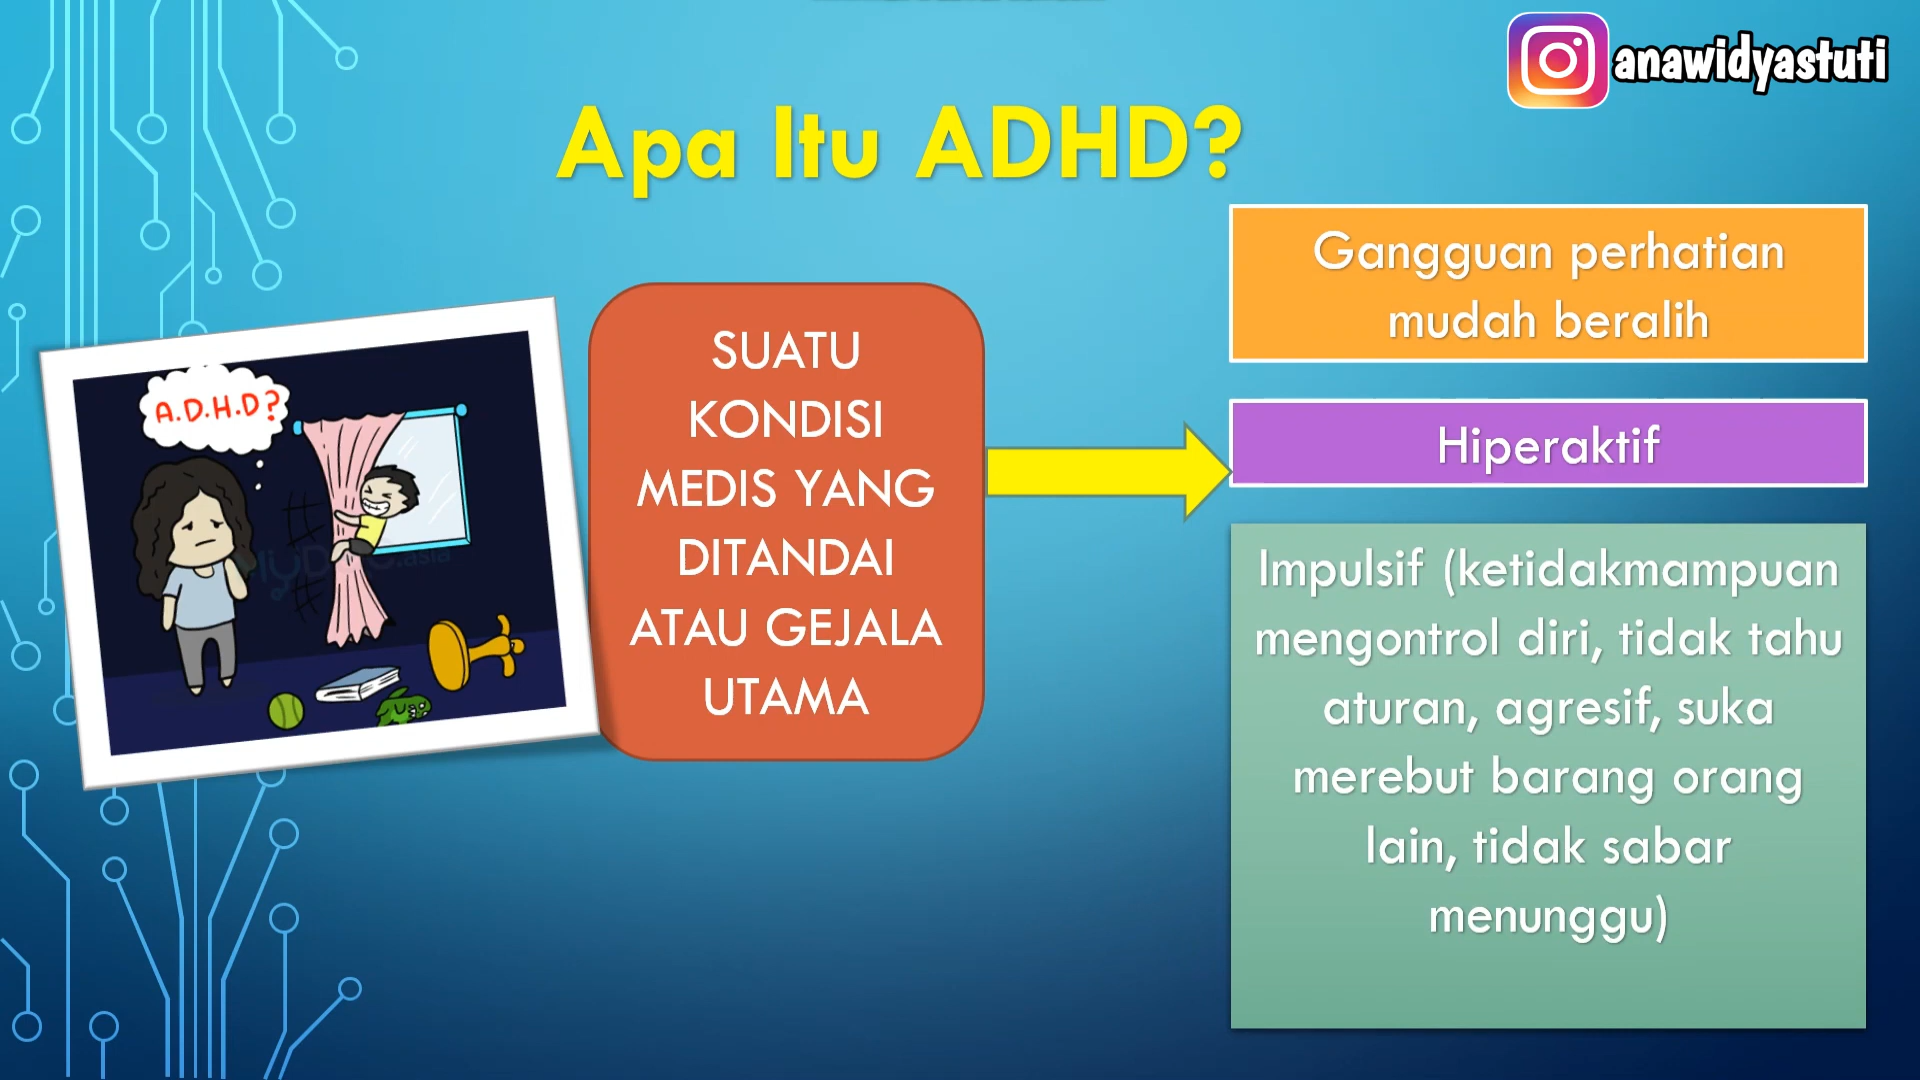 anawidyastuti
Apa Itu ADHD?
A.D.H.D?
SUATU
KONDISI
MEDIS YANG
DITANDAI
ATAU GEJALA
UTAMA
Gangguan perhatian
mudah beralih
Hiperaktif
Impulsif (ketidakmampuan
mengontrol diri, tidak tahu
aturan, agresif, suka
merebut barang orang
lain, tidak sabar
menunggu)